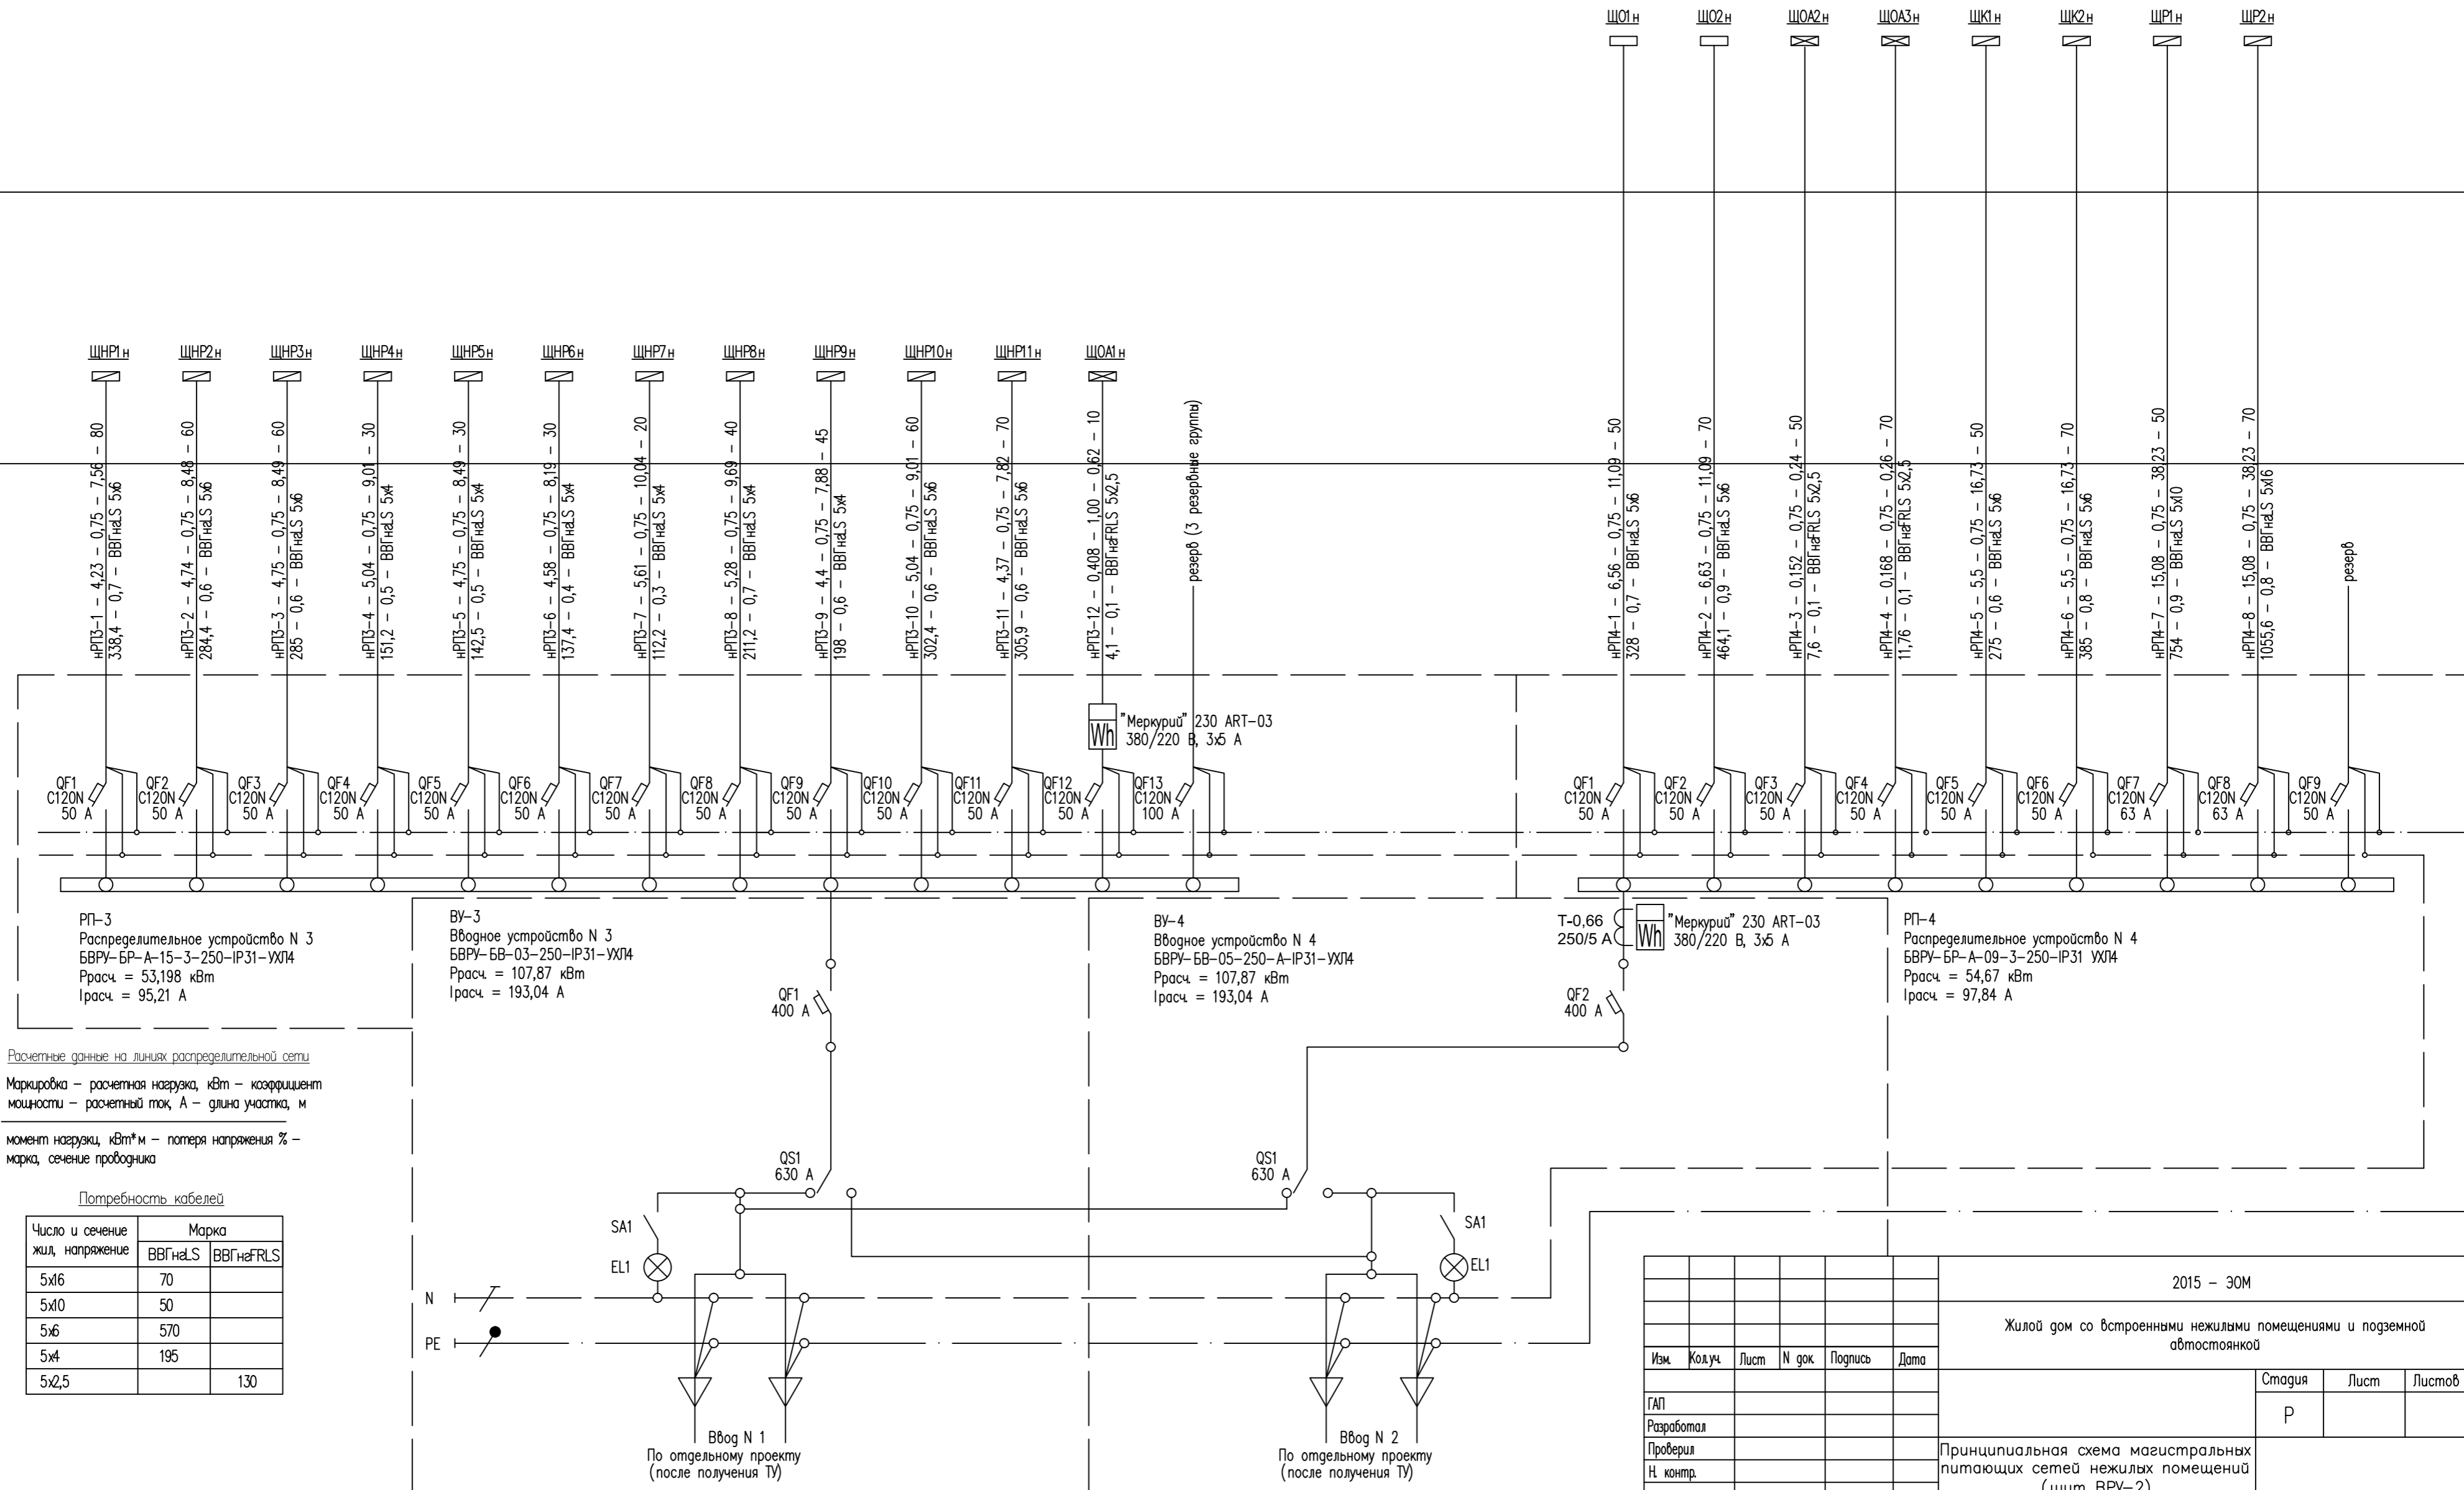 ЩО1н
ЩО2н
ЩОА2н
ЩОА3н
ЩК1н
ЩК2н
ЩР1н
ЩР2н
ЩНР1н
ЩНР2н
ЩНР3н
ЩНР4н
ЩНР5н
ЩНР6н
ЩНР7н
ЩНР8н
ЩНР9н
ЩНР10н
ЩНР11н
ЩОА1н
нРП3-1 - 4,23 - 0,75 - 7,56 - 80
338,4 - 0,7 - ВВГнгLS 5х6
нРП3-2 - 4,74 - 0,75 - 8,48 - 60
284,4 - 0,6 - ВВГнгLS 5х6
нРП3-3 - 4,75 - 0,75 - 8,49 - 60
285 - 0,6 - ВВГнгLS 5х6
нРП3-4 - 5,04 - 0,75 - 9,01 - 30
151,2 - 0,5 - ВВГнгLS 5х4
нРП3-5 - 4,75 - 0,75 - 8,49 - 30
142,5 - 0,5 - ВВГнгLS 5х4
нРП3-6 - 4,58 - 0,75 - 8,19 - 30
137,4 - 0,4 - ВВГнгLS 5х4
нРП3-7 - 5,61 - 0,75 - 10,04 - 20
112,2 - 0,3 - ВВГнгLS 5х4
нРП3-8 - 5,28 - 0,75 - 9,69 - 40
211,2 - 0,7 - ВВГнгLS 5х4
нРП3-9 - 4,4 - 0,75 - 7,88 - 45
198 - 0,6 - ВВГнгLS 5х4
нРП3-10 - 5,04 - 0,75 - 9,01 - 60
302,4 - 0,6 - ВВГнгLS 5х6
нРП3-11 - 4,37 - 0,75 - 7,82 - 70
305,9 - 0,6 - ВВГнгLS 5х6
нРП3-12 - 0,408 - 1,00 - 0,62 - 10
4,1 - 0,1 - ВВГнгFRLS 5х2,5
резерв (3 резервные группы)
нРП4-1 - 6,56 - 0,75 - 11,09 - 50
328 - 0,7 - ВВГнгLS 5х6
нРП4-2 - 6,63 - 0,75 - 11,09 - 70
464,1 - 0,9 - ВВГнгLS 5х6
нРП4-3 - 0,152 - 0,75 - 0,24 - 50
7,6 - 0,1 - ВВГнгFRLS 5х2,5
нРП4-4 - 0,168 - 0,75 - 0,26 - 70
11,76 - 0,1 - ВВГнгFRLS 5х2,5
нРП4-5 - 5,5 - 0,75 - 16,73 - 50
275 - 0,6 - ВВГнгLS 5х6
нРП4-6 - 5,5 - 0,75 - 16,73 - 70
385 - 0,8 - ВВГнгLS 5х6
нРП4-7 - 15,08 - 0,75 - 38,23 - 50
754 - 0,9 - ВВГнгLS 5х10
нРП4-8 - 15,08 - 0,75 - 38,23 - 70
1055,6 - 0,8 - ВВГнгLS 5х16
резерв
Wh
"Меркурий" 230 ART-03
380/220 В, 3х5 А
QF1
C120N
50 А
QF2
C120N
50 А
QF3
C120N
50 А
QF4
C120N
50 А
QF5
C120N
50 А
QF6
C120N
50 А
QF7
C120N
50 А
QF8
C120N
50 А
QF9
C120N
50 А
QF10
C120N
50 А
QF11
C120N
50 А
QF12
C120N
50 А
QF13
C120N
100 А
QF1
C120N
50 А
QF2
C120N
50 А
QF3
C120N
50 А
QF4
C120N
50 А
QF5
C120N
50 А
QF6
C120N
50 А
QF7
C120N
63 А
QF8
C120N
63 А
QF9
C120N
50 А
РП-3
Распределительное устройство N 3
БВРУ-БР-А-15-3-250-IP31-УХЛ4
Ррасч. = 53,198 кВт
Iрасч. = 95,21 А
ВУ-3
Вводное устройство N 3
БВРУ-БВ-03-250-IP31-УХЛ4
Ррасч. = 107,87 кВт
Iрасч. = 193,04 А
QF1
400 А
ВУ-4
Вводное устройство N 4
БВРУ-БВ-05-250-А-IP31-УХЛ4
Ррасч. = 107,87 кВт
Iрасч. = 193,04 А
Т-0,66
250/5 А
Wh
"Меркурий" 230 ART-03
380/220 В, 3х5 А
QF2
400 А
РП-4
Распределительное устройство N 4
БВРУ-БР-А-09-3-250-IP31 УХЛ4
Ррасч. = 54,67 кВт
Iрасч. = 97,84 А
Расчетные данные на линиях распределительной сети
Маркировка - расчетная нагрузка, кВт - коэффициент
мощности - расчетный ток, А - длина участка, м
момент нагрузки, кВт*м - потеря напряжения % -
марка, сечение проводника
Потребность кабелей
Число и сечение
жил, напряжение
Марка
ВВГнгLS ВВГнгFRLS
5х16 70
5х10 50
5х6 570
5х4 195
5х2,5 130
QS1
630 А
QS1
630 А
SA1
EL1
SA1
EL1
N
PE
Ввод N 1
По отдельному проекту
(после получения ТУ)
Ввод N 2
По отдельному проекту
(после получения ТУ)
2015 - ЭОМ
Жилой дом со встроенными нежилыми помещениями и подземной
автостоянкой
Изм. Кол.уч. Лист N док. Подпись Дата
Стадия Лист Листов
Р
ГАП
Разработал
Проверил
Н. контр.
Принципиальная схема магистральных
питающих сетей нежилых помещений
(щит ВРУ-2)